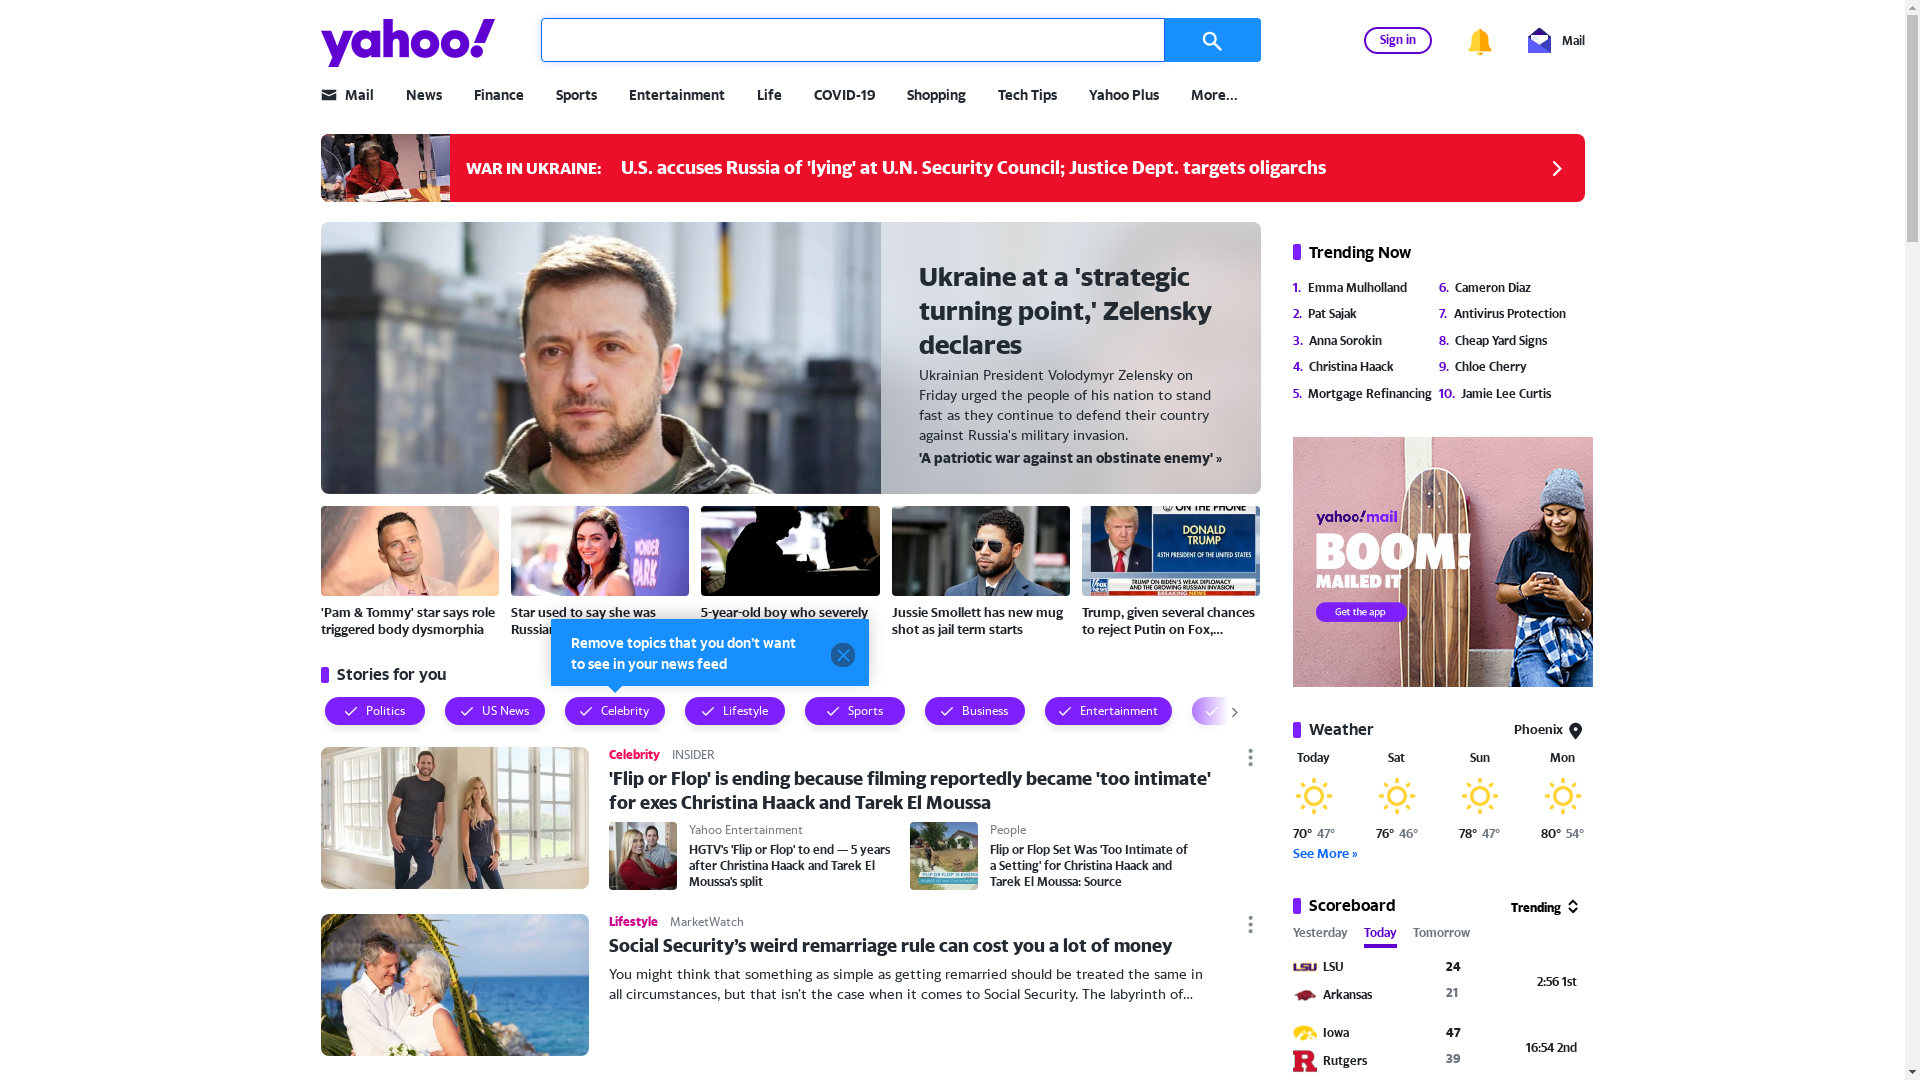 yahoo!
Sign in
Mail
Mail
News
Finance
Sports
Entertainment
Life
COVID-19
Shopping
Tech Tips
Yahoo Plus
More...
WAR IN UKRAINE:
U.S. accuses Russia of 'lying' at U.N. Security Council; Justice Dept. targets oligarchs
Ukraine at a 'strategic
turning point,' Zelensky
declares
Ukrainian President Volodymyr Zelensky on
Friday urged the people of his nation to stand
fast as they continue to defend their country
against Russia's military invasion.
'A patriotic war against an obstinate enemy' »
WONDER
PARK
ON THE PHONE
DONALD
TRUMP
45TH PRESIDENT OF THE UNITED STATES
TRUMP ON BIDEN'S WEAK DIPLOMACY
AND THE GROWING RUSSIAN INVASION
BREAKING NEWS
'Pam & Tommy' star says role
triggered body dysmorphia
Star used to say she was
Russian
5-year-old boy who severely
Jussie Smollett has new mug
shot as jail term starts
Trump, given several chances
to reject Putin on Fox,...
Remove topics that you don't want
to see in your news feed
Stories for you
Politics
US News
Celebrity
Lifestyle
Sports
Business
Entertainment
Celebrity INSIDER
'Flip or Flop' is ending because filming reportedly became 'too intimate'
for exes Christina Haack and Tarek El Moussa
Yahoo Entertainment
HGTV's 'Flip or Flop' to end — 5 years
after Christina Haack and Tarek El
Moussa's split
People
Flip or Flop Set Was 'Too Intimate of
a Setting' for Christina Haack and
Tarek El Moussa: Source
Lifestyle MarketWatch
Social Security's weird remarriage rule can cost you a lot of money
You might think that something as simple as getting remarried should be treated the same in
all circumstances, but that isn't the case when it comes to Social Security. The labyrinth of...
Trending Now
1. Emma Mulholland
2. Pat Sajak
3. Anna Sorokin
4. Christina Haack
5. Mortgage Refinancing
6. Cameron Diaz
7. Antivirus Protection
8. Cheap Yard Signs
9. Chloe Cherry
10. Jamie Lee Curtis
yahoo!mail
BOOM!
MAILED IT
Get the app
Weather
Phoenix
Today
Sat
Sun
Mon
70° 47°
76° 46°
78° 47°
80° 54°
See More »
Scoreboard
Trending
Yesterday
Today
Tomorrow
LSU 24
Arkansas 21
2:56 1st
Iowa 47
Rutgers 39
16:54 2nd